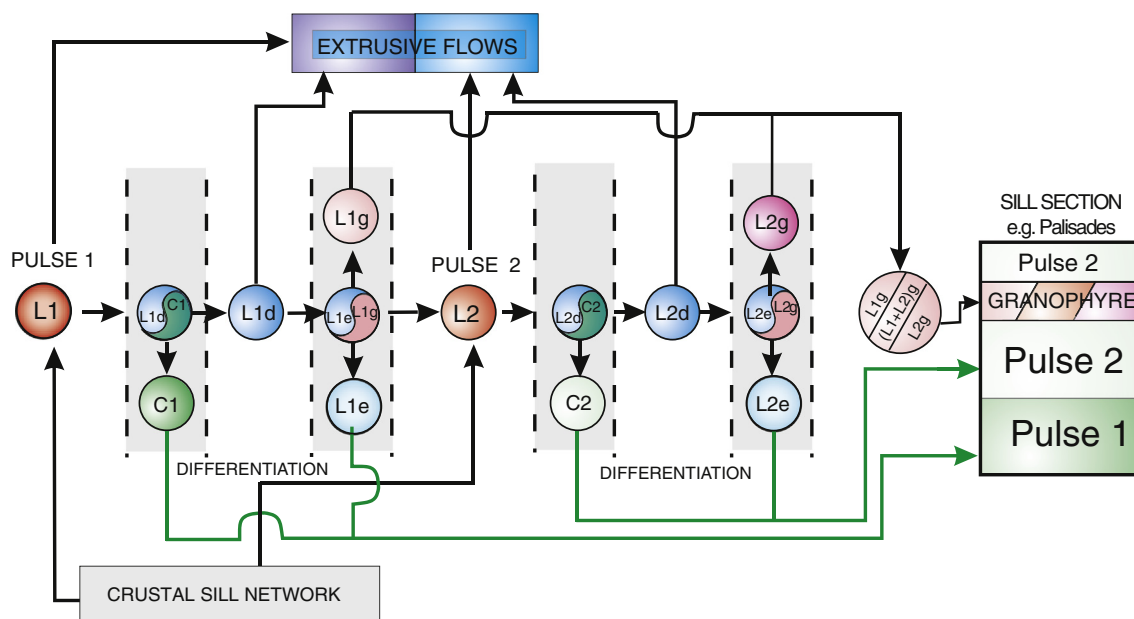 EXTRUSIVE FLOWS
SILL SECTION
e.g. Palisades
L1g
L2g
PULSE 1
PULSE 2
Pulse 2
L1
L1d
C1
L1d
L1e
L1g
L2
L2d
C2
L2d
L2e
L2g
L1g
(L1+L2)g
L2g
GRANOPHYRE
Pulse 2
C1
L1e
C2
L2e
Pulse 1
DIFFERENTIATION
DIFFERENTIATION
CRUSTAL SILL NETWORK